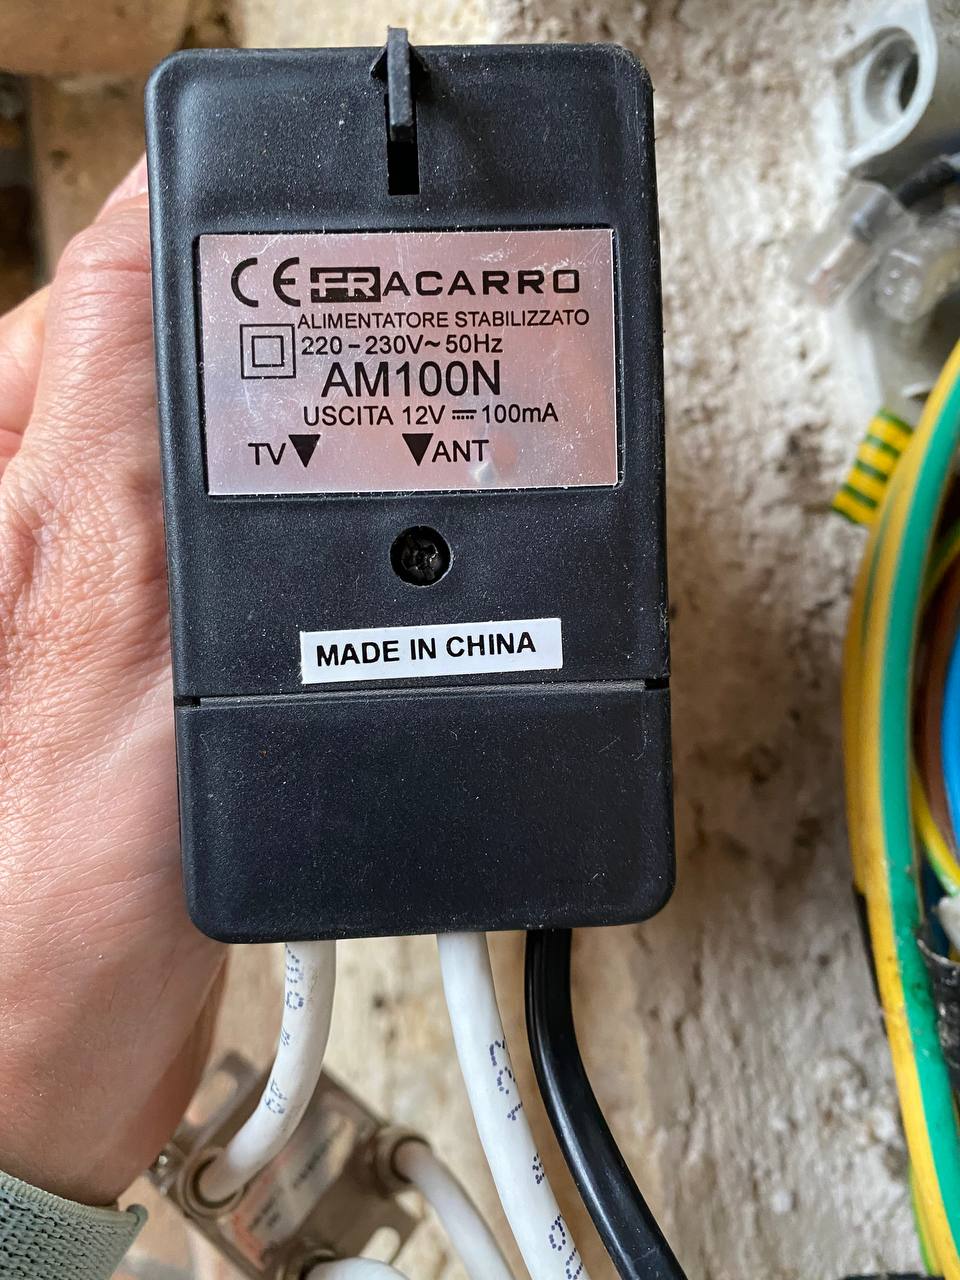 CE FRACARRO
ALIMENTATORE STABILIZZATO
220-230V~50Hz
AM100N
USCITA 12V ⎓ 100mA
TV▼ ▼ANT
MADE IN CHINA